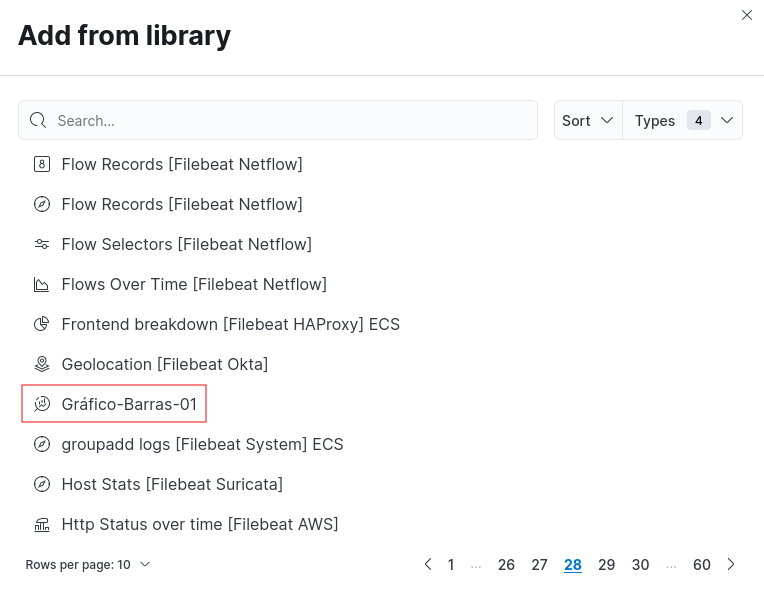 Add from library
Search...
Sort
Types 4
8 Flow Records [Filebeat Netflow]
Flow Records [Filebeat Netflow]
Flow Selectors [Filebeat Netflow]
Flows Over Time [Filebeat Netflow]
Frontend breakdown [Filebeat HAProxy] ECS
Geolocation [Filebeat Okta]
Gráfico-Barras-01
groupadd logs [Filebeat System] ECS
Host Stats [Filebeat Suricata]
Http Status over time [Filebeat AWS]
Rows per page: 10
1 ... 26 27 28 29 30 ... 60